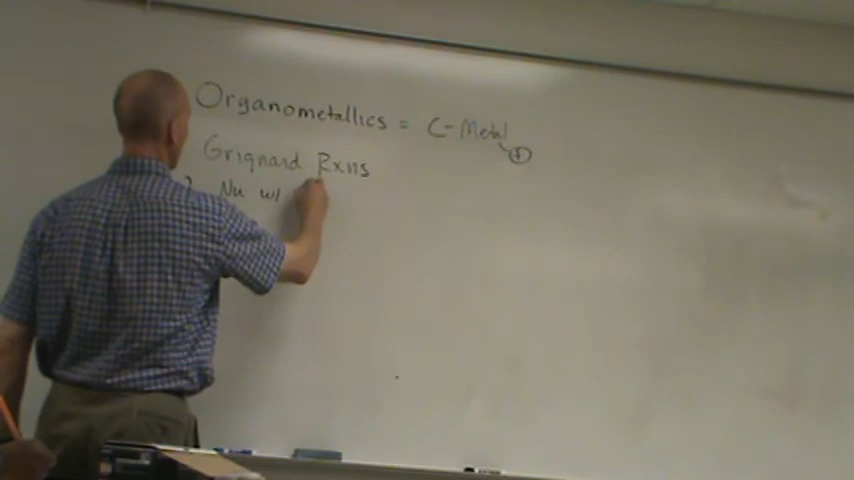 Organometallics = C-Metal
+
Grignard Rxns
? Nu w/